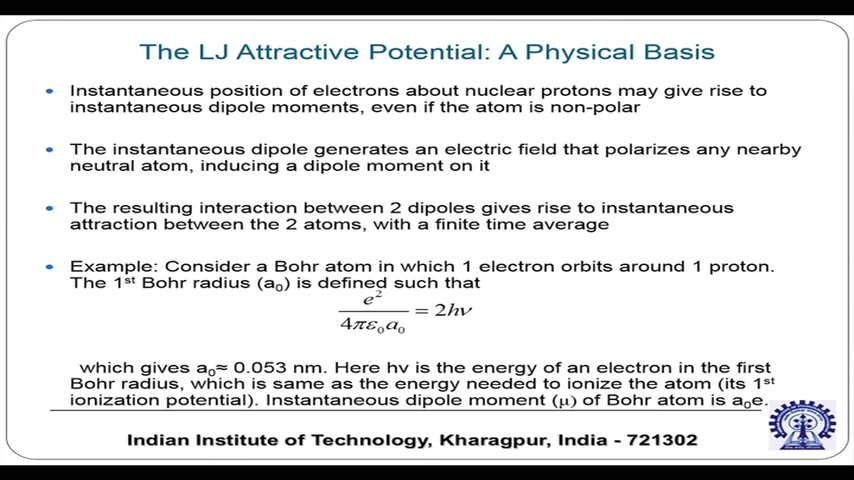 The LJ Attractive Potential: A Physical Basis
• Instantaneous position of electrons about nuclear protons may give rise to
instantaneous dipole moments, even if the atom is non-polar
• The instantaneous dipole generates an electric field that polarizes any nearby
neutral atom, inducing a dipole moment on it
• The resulting interaction between 2 dipoles gives rise to instantaneous
attraction between the 2 atoms, with a finite time average
• Example: Consider a Bohr atom in which 1 electron orbits around 1 proton.
The 1st Bohr radius (a₀) is defined such that
e²/(4πε₀a₀) = 2hν
which gives a₀≈ 0.053 nm. Here hν is the energy of an electron in the first
Bohr radius, which is same as the energy needed to ionize the atom (its 1st
ionization potential). Instantaneous dipole moment (μ) of Bohr atom is a₀e.
Indian Institute of Technology, Kharagpur, India - 721302